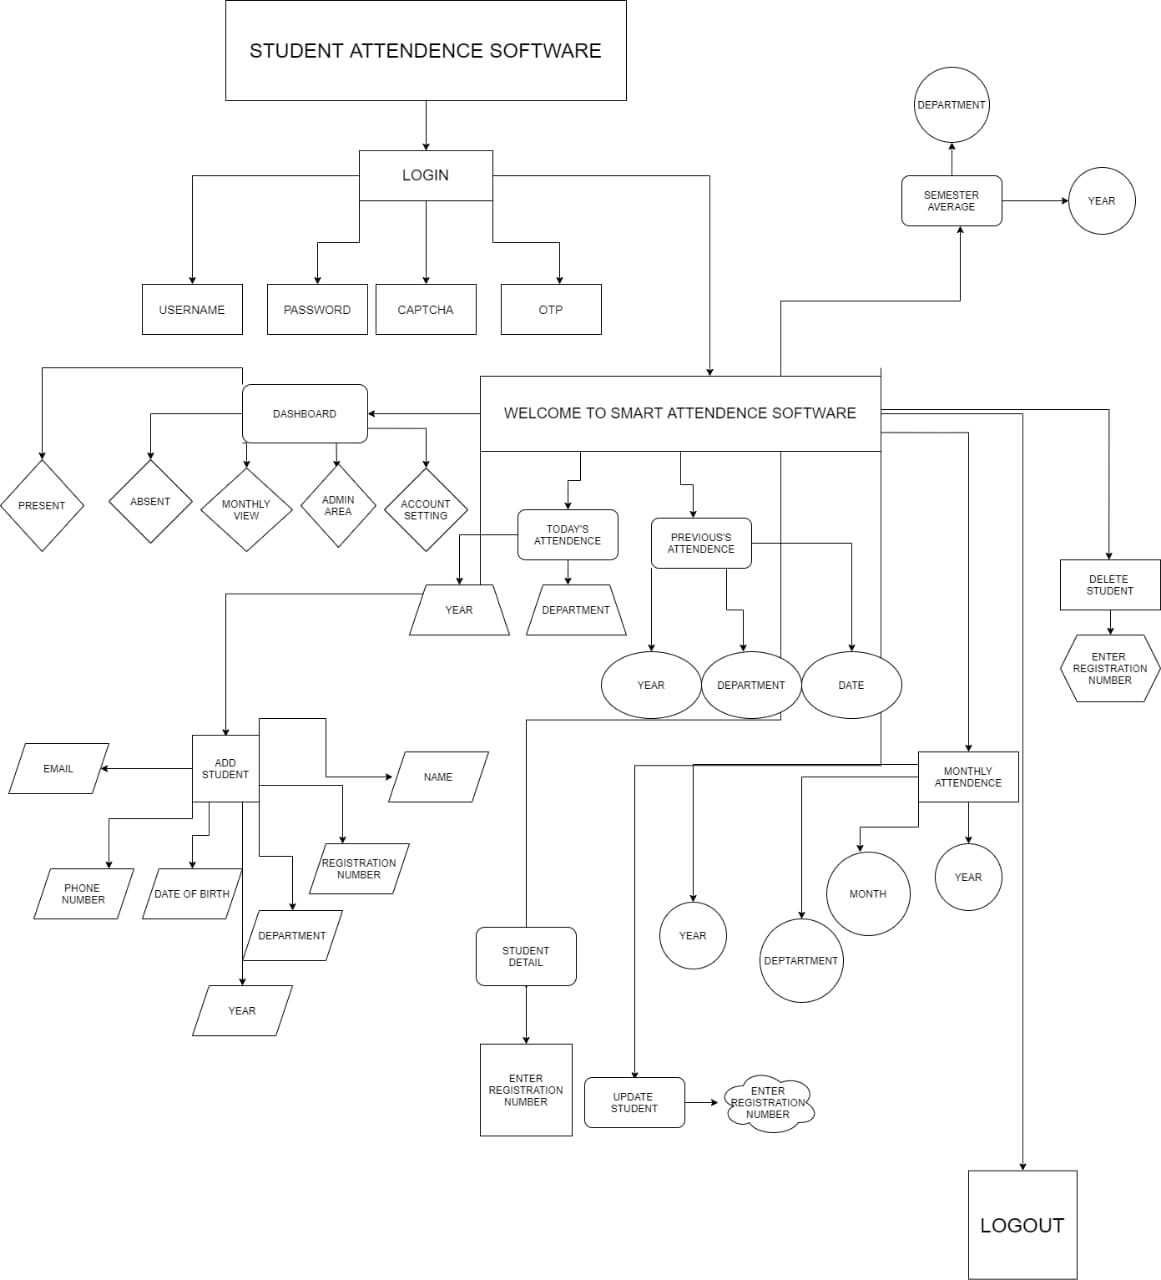 STUDENT ATTENDENCE SOFTWARE
DEPARTMENT
LOGIN
SEMESTER
AVERAGE
YEAR
USERNAME
PASSWORD
CAPTCHA
OTP
DASHBOARD
WELCOME TO SMART ATTENDENCE SOFTWARE
PRESENT
ABSENT
MONTHLY
VIEW
ADMIN
AREA
ACCOUNT
SETTING
TODAY'S
ATTENDENCE
PREVIOUS'S
ATTENDENCE
DELETE
STUDENT
YEAR
DEPARTMENT
ENTER
REGISTRATION
NUMBER
YEAR
DEPARTMENT
DATE
EMAIL
ADD
STUDENT
NAME
MONTHLY
ATTENDENCE
PHONE
NUMBER
DATE OF BIRTH
REGISTRATION
NUMBER
MONTH
YEAR
DEPARTMENT
YEAR
DEPTARTMENT
STUDENT
DETAIL
YEAR
ENTER
REGISTRATION
NUMBER
UPDATE
STUDENT
ENTER
REGISTRATION
NUMBER
LOGOUT